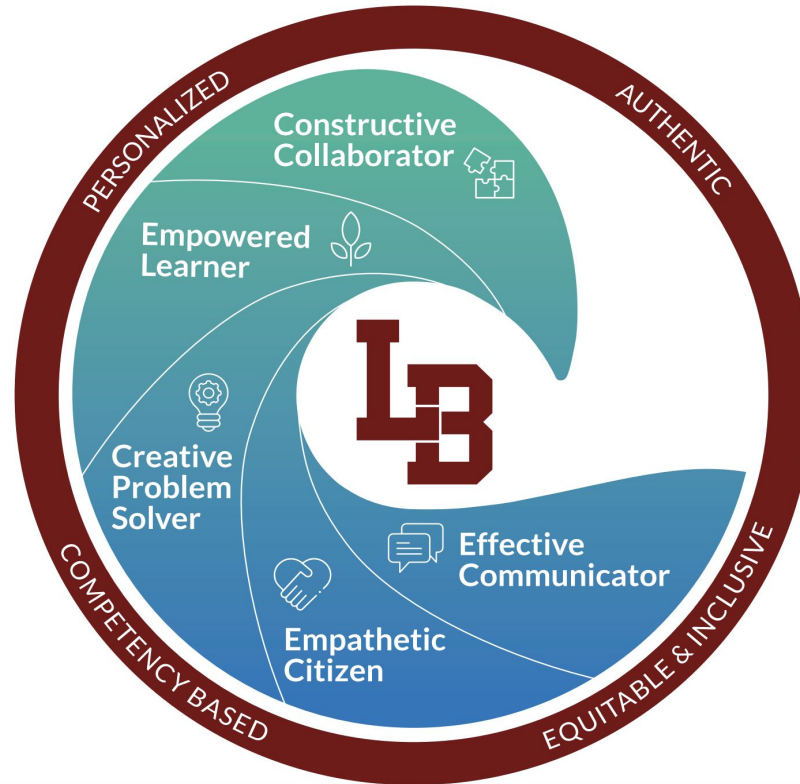 PERSONALIZED
AUTHENTIC
Constructive
Collaborator
Empowered
Learner
LB
Creative
Problem
Solver
Effective
Communicator
Empathetic
Citizen
COMPETENCY BASED
EQUITABLE & INCLUSIVE